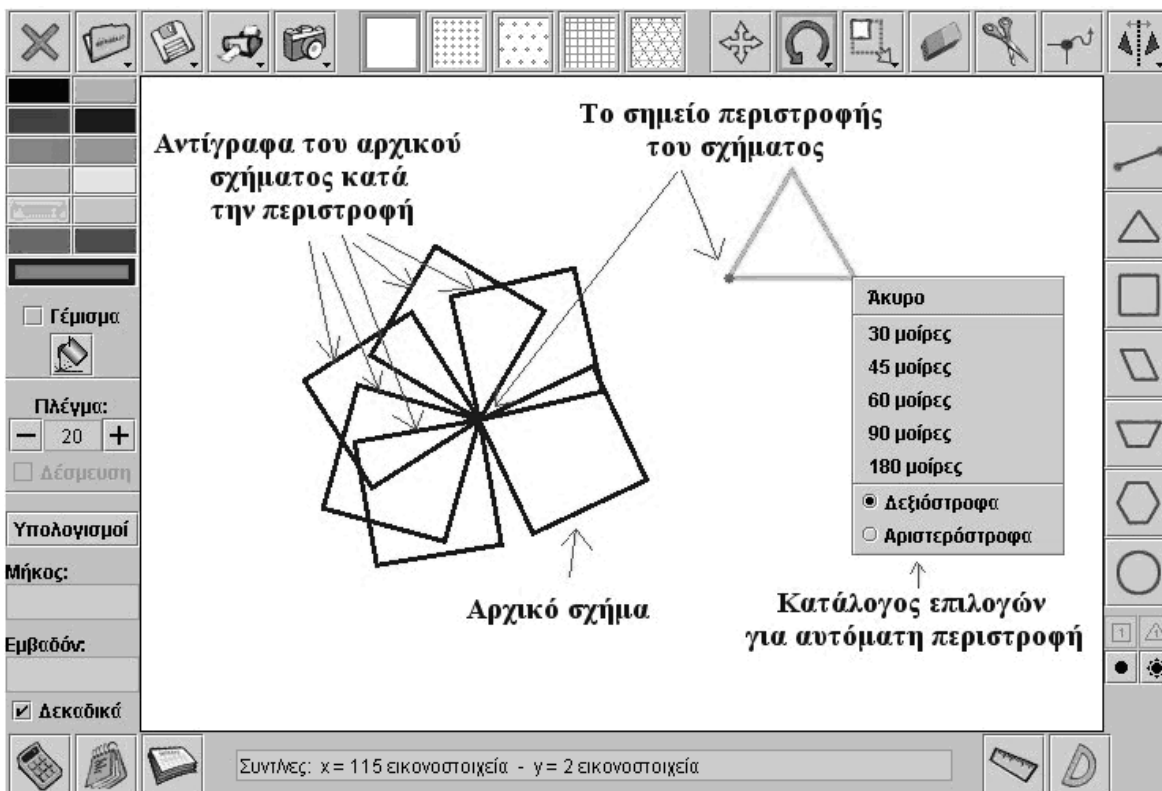 Το σημείο περιστροφής
του σχήματος
Αντίγραφα του αρχικού
σχήματος κατά
την περιστροφή
Άκυρο
30 μοίρες
45 μοίρες
60 μοίρες
90 μοίρες
180 μοίρες
Δεξιόστροφα
Αριστερόστροφα
Αρχικό σχήμα
Κατάλογος επιλογών
για αυτόματη περιστροφή
Γέμισμα
Πλέγμα:
20
Δέσμευση
Υπολογισμοί
Μήκος:
Εμβαδόν:
Δεκαδικά
1
Συντ/νες: x = 115 εικονοστοιχεία - y = 2 εικονοστοιχεία